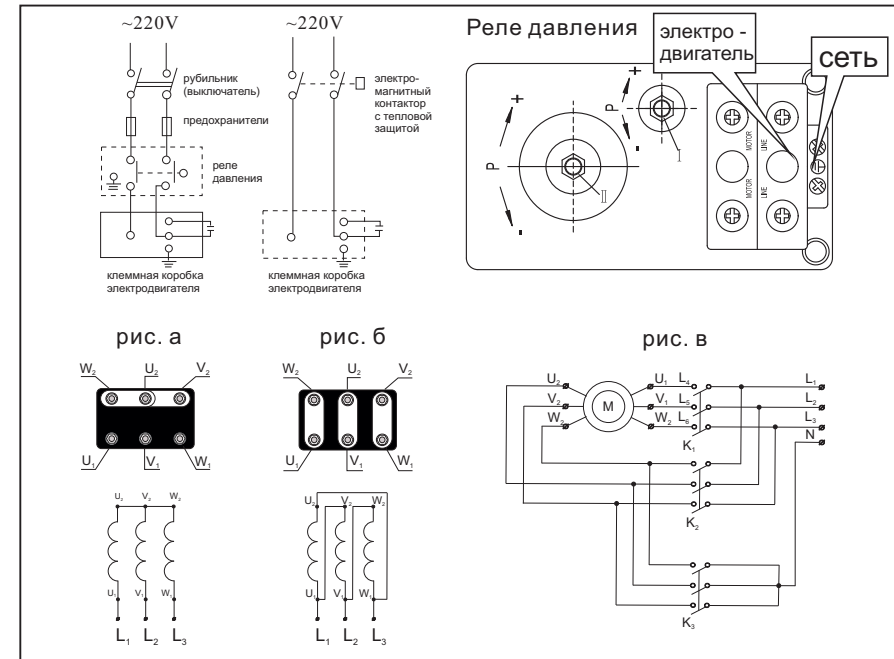 ~220V
~220V
рубильник
(выключатель)
предохранители
реле
давления
клеммная коробка
электродвигателя
электро-
магнитный
контактор
с тепловой
защитой
клеммная коробка
электродвигателя
Реле давления
электро -
двигатель
сеть
P
+
-
P
+
-
I
II
MOTOR
LINE
MOTOR
LINE
рис. а
W₂ U₂ V₂
U₁ V₁ W₁
U₂ V₂ W₂
U₁ V₁ W₁
L₁ L₂ L₃
рис. б
W₂ U₂ V₂
U₁ V₁ W₁
U₂ V₂ W₂
U₁ V₁ W₁
L₁ L₂ L₃
рис. в
U₂ U₁ L₄ L₁
V₂ M V₁ L₅ L₂
W₂ W₂ L₆ L₃
K₁ N
K₂
K₃